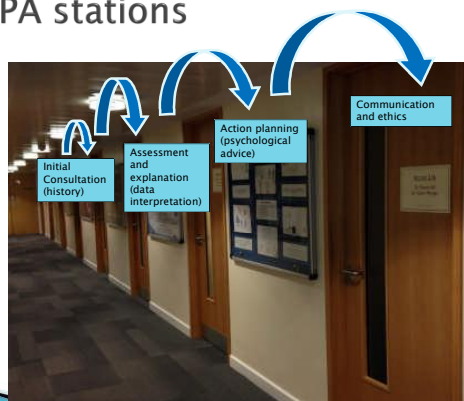 PA stations
Initial
Consultation
(history)
Assessment
and
explanation
(data
interpretation)
Action planning
(psychological
advice)
Communication
and ethics